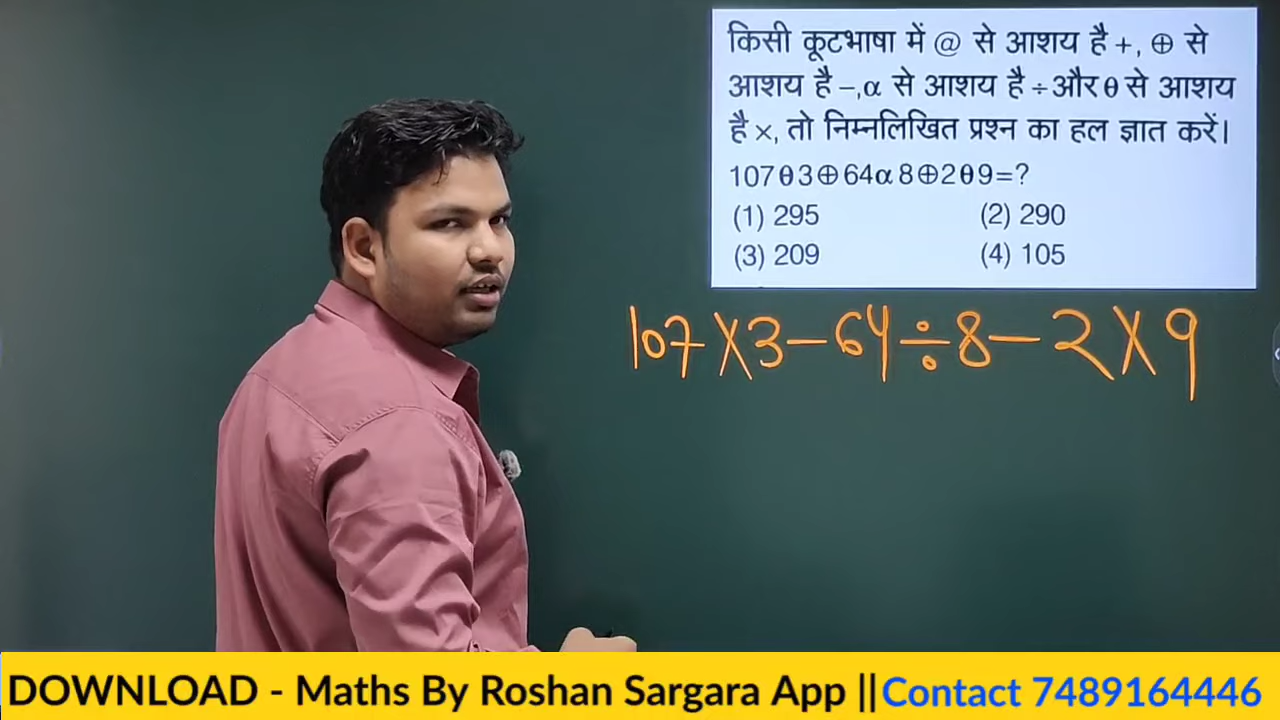 किसी कूटभाषा में @ से आशय है +, ⊕ से
आशय है –,α से आशय है ÷ और θ से आशय
है ×, तो निम्नलिखित प्रश्न का हल ज्ञात करें।
107θ3⊕64α8⊕2θ9=?
(1) 295 (2) 290
(3) 209 (4) 105
107×3–64÷8–2×9
DOWNLOAD - Maths By Roshan Sargara App ||Contact 7489164446